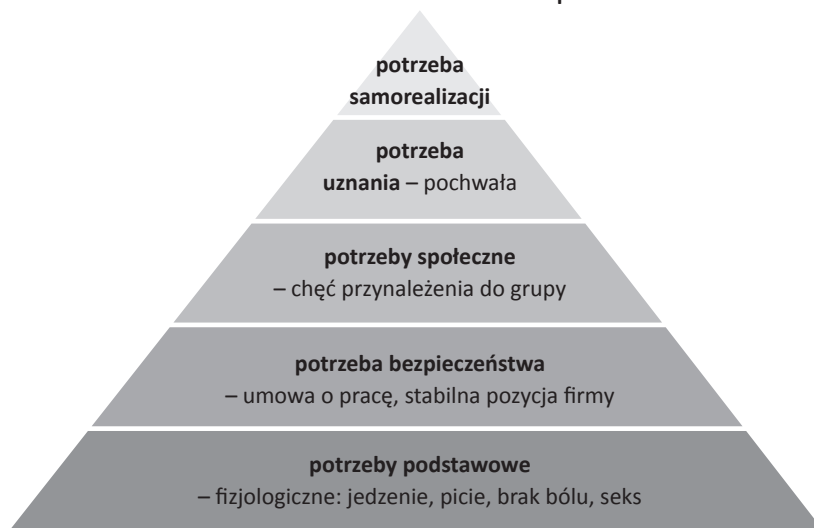 potrzeba
samorealizacji
potrzeba
uznania – pochwała
potrzeby społeczne
– chęć przynależenia do grupy
potrzeba bezpieczeństwa
– umowa o pracę, stabilna pozycja firmy
potrzeby podstawowe
– fizjologiczne: jedzenie, picie, brak bólu, seks